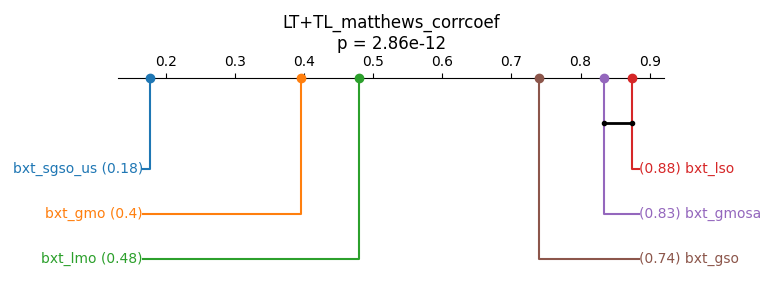 LT+TL_matthews_corrcoef
p = 2.86e-12
0.2 0.3 0.4 0.5 0.6 0.7 0.8 0.9
bxt_sgso_us (0.18) (0.88) bxt_lso
bxt_gmo (0.4) (0.83) bxt_gmosa
bxt_lmo (0.48) (0.74) bxt_gso